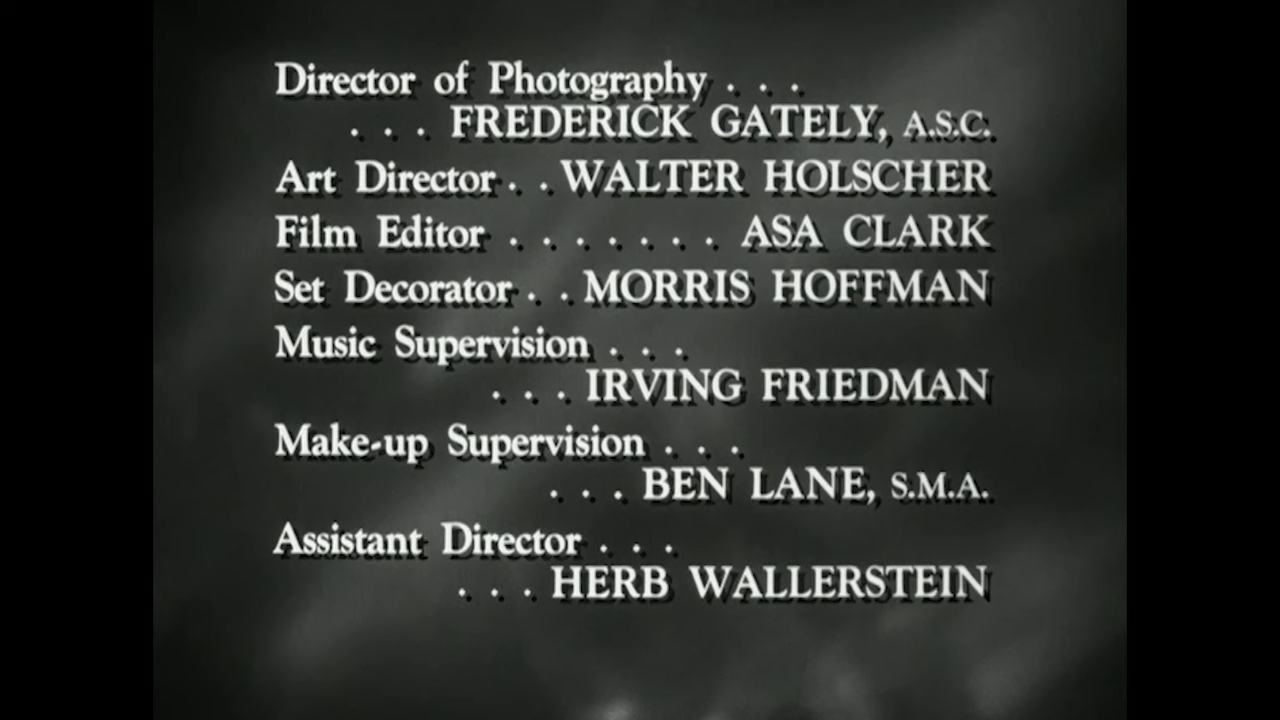 Director of Photography . . .
. . . FREDERICK GATELY, A.S.C.
Art Director . . WALTER HOLSCHER
Film Editor . . . . . . . ASA CLARK
Set Decorator . . MORRIS HOFFMAN
Music Supervision . . .
. . . IRVING FRIEDMAN
Make-up Supervision . . .
. . . BEN LANE, S.M.A.
Assistant Director . . .
. . . HERB WALLERSTEIN